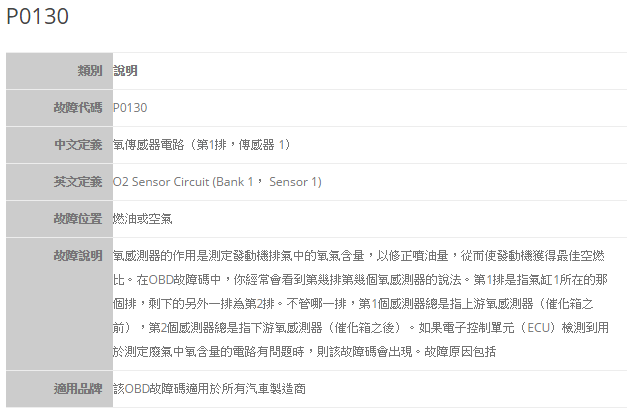 P0130
類別 說明
故障代碼 P0130
中文定義 氧傳感器電路（第1排，傳感器 1）
英文定義 O2 Sensor Circuit (Bank 1， Sensor 1)
故障位置 燃油或空氣
故障說明 氧感測器的作用是測定發動機排氣中的氧氣含量，以修正噴油量，從而使發動機獲得最佳空燃
比。在OBD故障碼中，你經常會看到第幾排第幾個氧感測器的說法。第1排是指氣缸1所在的那
個排，剩下的另外一排為第2排。不管哪一排，第1個感測器總是指上游氧感測器（催化箱之
前），第2個感測器總是指下游氧感測器（催化箱之後）。如果電子控制單元（ECU）檢測到用
於測定廢氣中氧含量的電路有問題時，則該故障碼會出現。故障原因包括
適用品牌 該OBD故障碼適用於所有汽車製造商